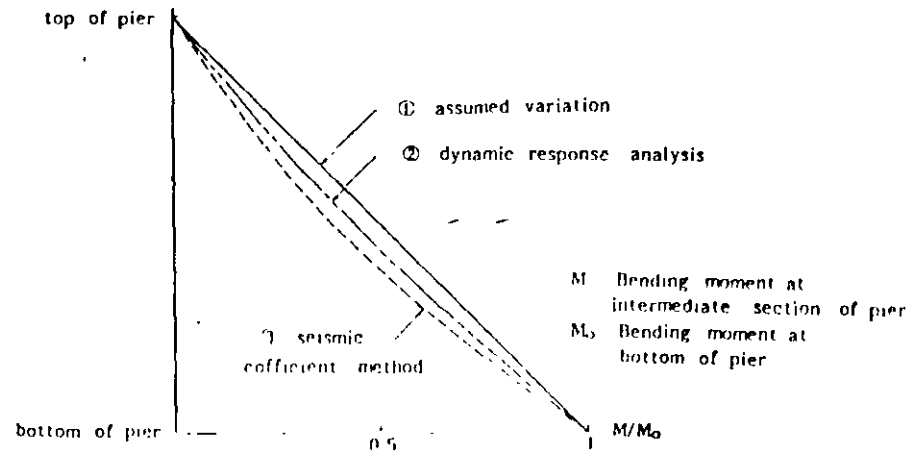 top of pier
① assumed variation
② dynamic response analysis
M Bending moment at
intermediate section of pier
M₀ Bending moment at
bottom of pier
seismic
cofficient method
bottom of pier
0.5
1
M/M₀